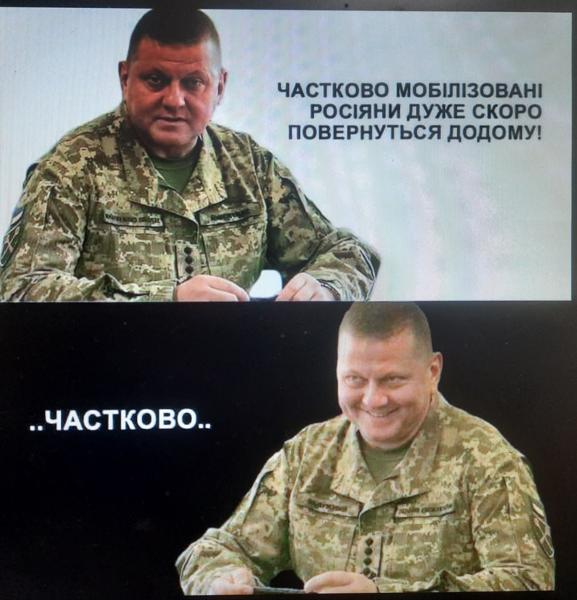 ЧАСТКОВО МОБІЛІЗОВАНІ
РОСІЯНИ ДУЖЕ СКОРО
ПОВЕРНУТЬСЯ ДОДОМУ!
..ЧАСТКОВО..